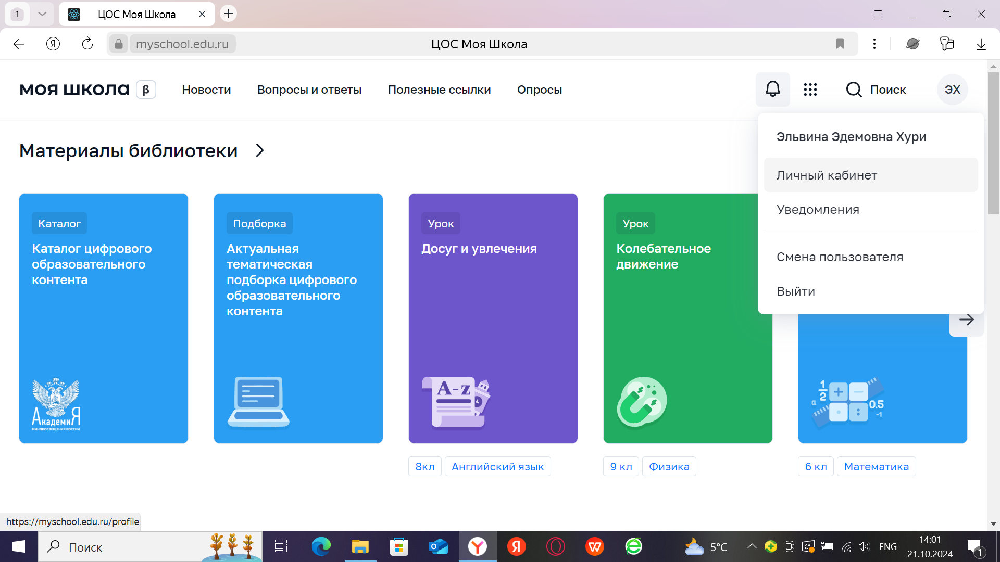 1
ЦОС Моя Школа
Я
myschool.edu.ru
ЦОС Моя Школа
МОЯ ШКОЛА β
Новости
Вопросы и ответы
Полезные ссылки
Опросы
Поиск
ЭХ
Эльвина Эдемовна Хури
Личный кабинет
Уведомления
Смена пользователя
Выйти
Материалы библиотеки
Каталог
Каталог цифрового
образовательного
контента
АкадемиЯ
МИНПРОСВЕЩЕНИЯ РОССИИ
Подборка
Актуальная
тематическая
подборка цифрового
образовательного
контента
Урок
Досуг и увлечения
A-z
8кл
Английский язык
Урок
Колебательное
движение
9 кл
Физика
1
2
a
+
-
:
0.5
-1
6 кл
Математика
https://myschool.edu.ru/profile
Поиск
Я
5°C
ENG
14:01
21.10.2024
1